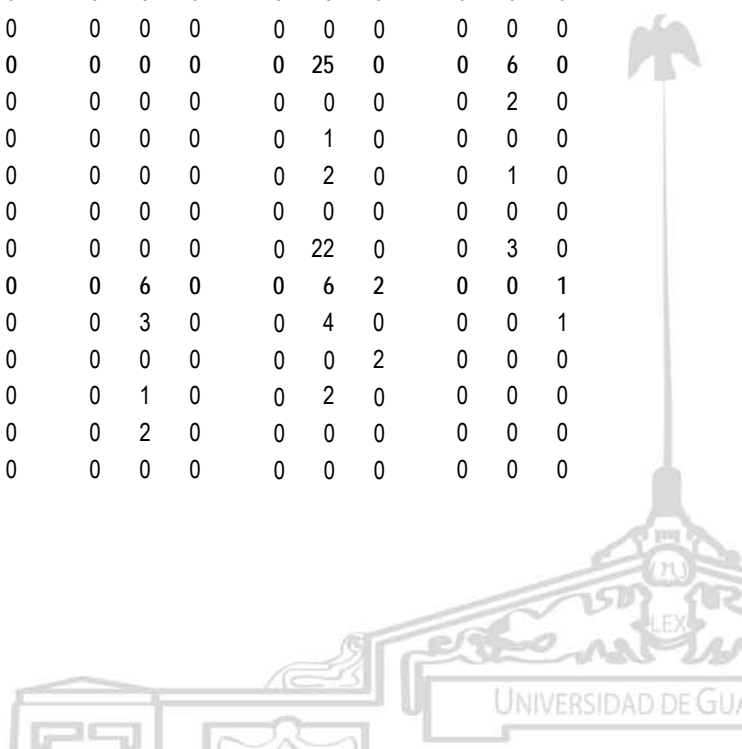 0 0 0 0 0 0 0 0 0 0
0 0 0 0 0 25 0 0 6 0
0 0 0 0 0 0 0 0 2 0
0 0 0 0 0 1 0 0 0 0
0 0 0 0 0 2 0 0 1 0
0 0 0 0 0 0 0 0 0 0
0 0 0 0 0 22 0 0 3 0
0 0 6 0 0 6 2 0 0 1
0 0 3 0 0 4 0 0 0 1
0 0 0 0 0 0 2 0 0 0
0 0 1 0 0 2 0 0 0 0
0 0 2 0 0 0 0 0 0 0
0 0 0 0 0 0 0 0 0 0
LEX
UNIVERSIDAD DE